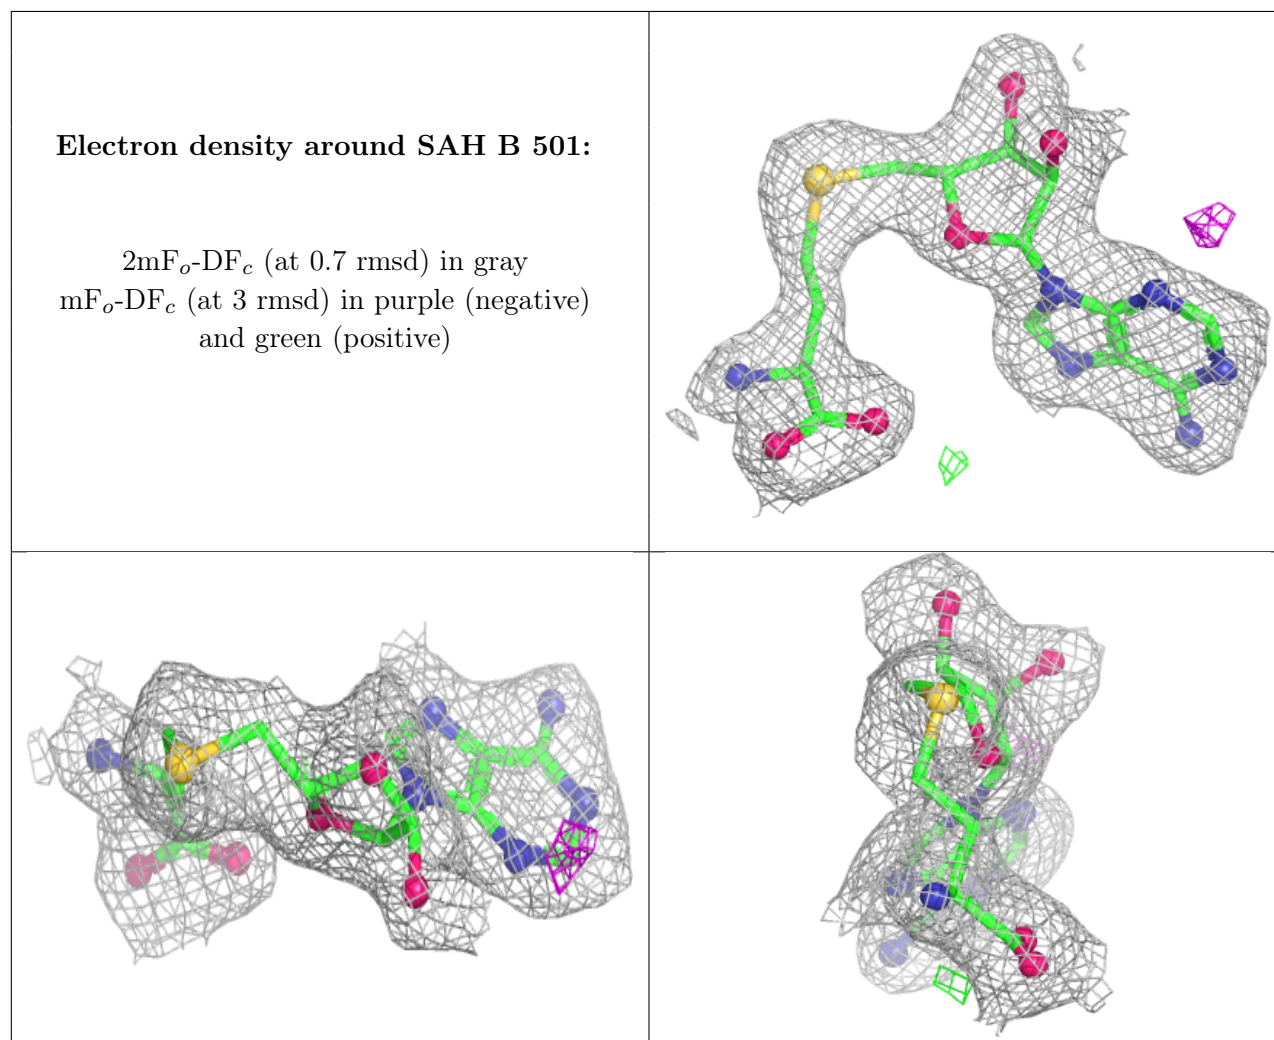 Electron density around SAH B 501:
2mFₒ-DF𝒸 (at 0.7 rmsd) in gray
mFₒ-DF𝒸 (at 3 rmsd) in purple (negative)
and green (positive)